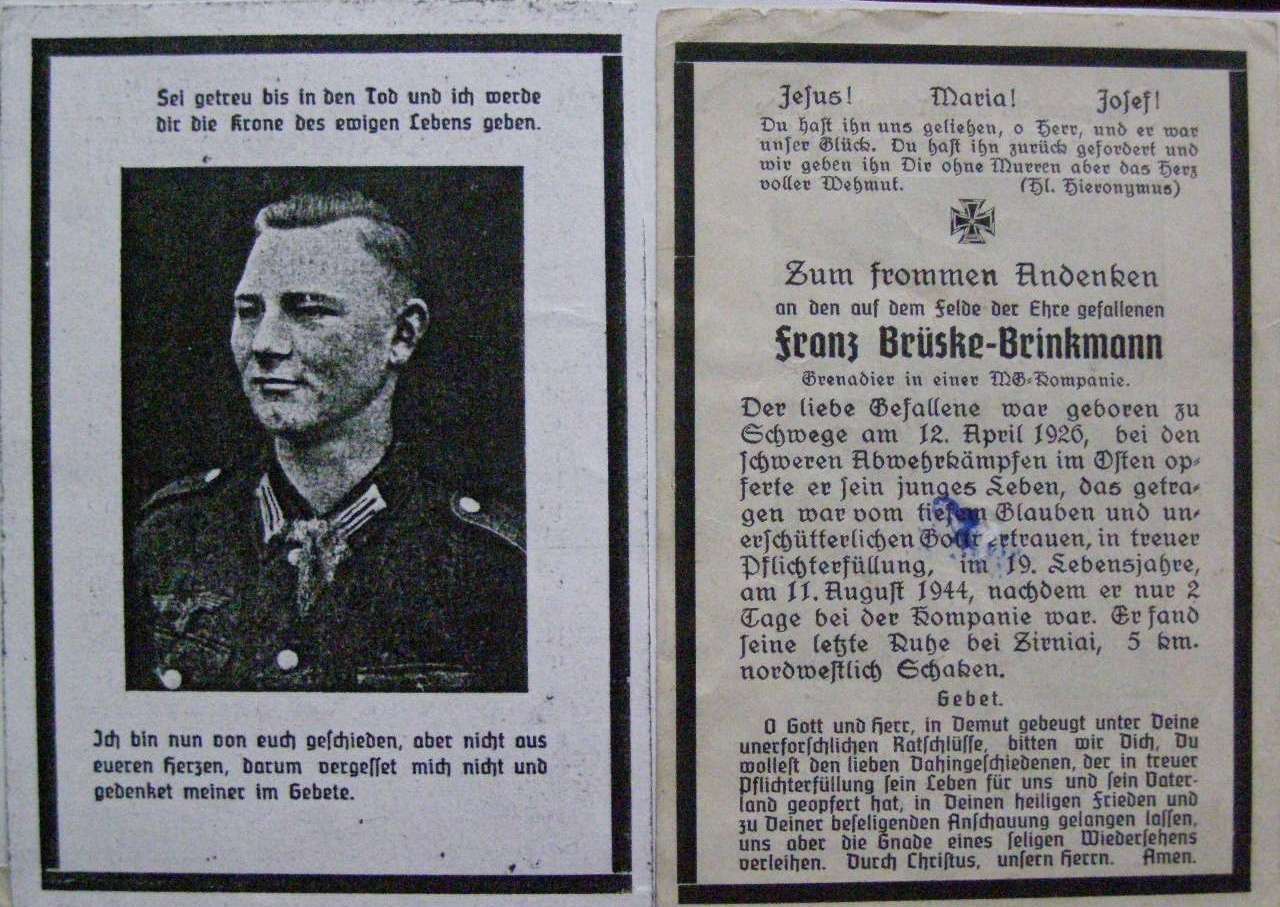 Sei getreu bis in den Tod und ich werde
dir die Krone des ewigen Lebens geben.
Ich bin nun von euch geschieden, aber nicht aus
eueren Herzen, darum vergesset mich nicht und
gedenket meiner im Gebete.
Jesus! Maria! Josef!
Du hast ihn uns geliehen, o Herr, und er war
unser Glück. Du hast ihn zurück gefordert und
wir geben ihn Dir ohne Murren aber das Herz
voller Wehmut. (Hl. Hieronymus)
Zum frommen Andenken
an den auf dem Felde der Ehre gefallenen
Franz Brüske-Brinkmann
Grenadier in einer MG-Kompanie.
Der liebe Gefallene war geboren zu
Schwege am 12. April 1926, bei den
schweren Abwehrkämpfen im Osten op-
ferte er sein junges Leben, das getra-
gen war vom tiefem Glauben und un-
erschütterlichen Gottvertrauen, in treuer
Pflichterfüllung, im 19. Lebensjahre,
am 11. August 1944, nachdem er nur 2
Tage bei der Kompanie war. Er fand
seine letzte Ruhe bei Zirniai, 5 km.
nordwestlich Schaken.
Gebet.
O Gott und Herr, in Demut gebeugt unter Deine
unerforschlichen Ratschlüsse, bitten wir Dich, Du
wollest den lieben Dahingeschiedenen, der in treuer
Pflichterfüllung sein Leben für uns und sein Vater-
land geopfert hat, in Deinen heiligen Frieden und
zu Deiner beseligenden Anschauung gelangen lassen,
uns aber die Gnade eines seligen Wiedersehens
verleihen. Durch Christus, unsern Herrn. Amen.